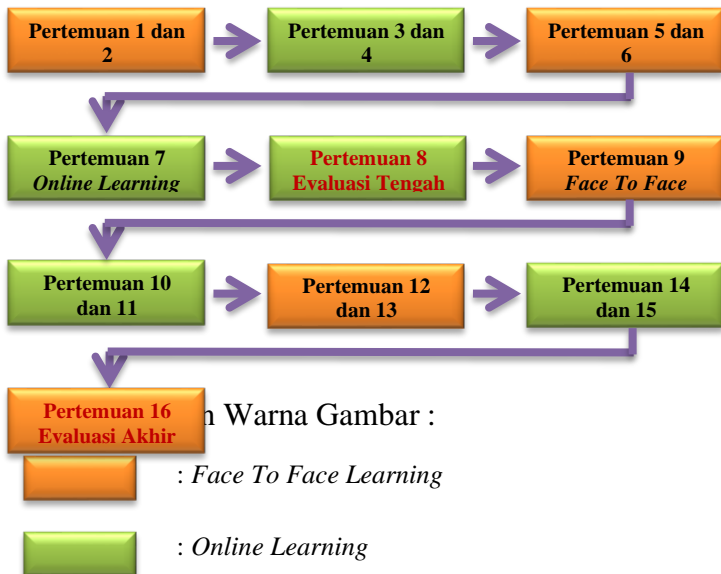 Pertemuan 1 dan
2
Pertemuan 3 dan
4
Pertemuan 5 dan
6
Pertemuan 7
Online Learning
Pertemuan 8
Evaluasi Tengah
Pertemuan 9
Face To Face
Pertemuan 10
dan 11
Pertemuan 12
dan 13
Pertemuan 14
dan 15
Pertemuan 16
Evaluasi Akhir
Warna Gambar :
: Face To Face Learning
: Online Learning